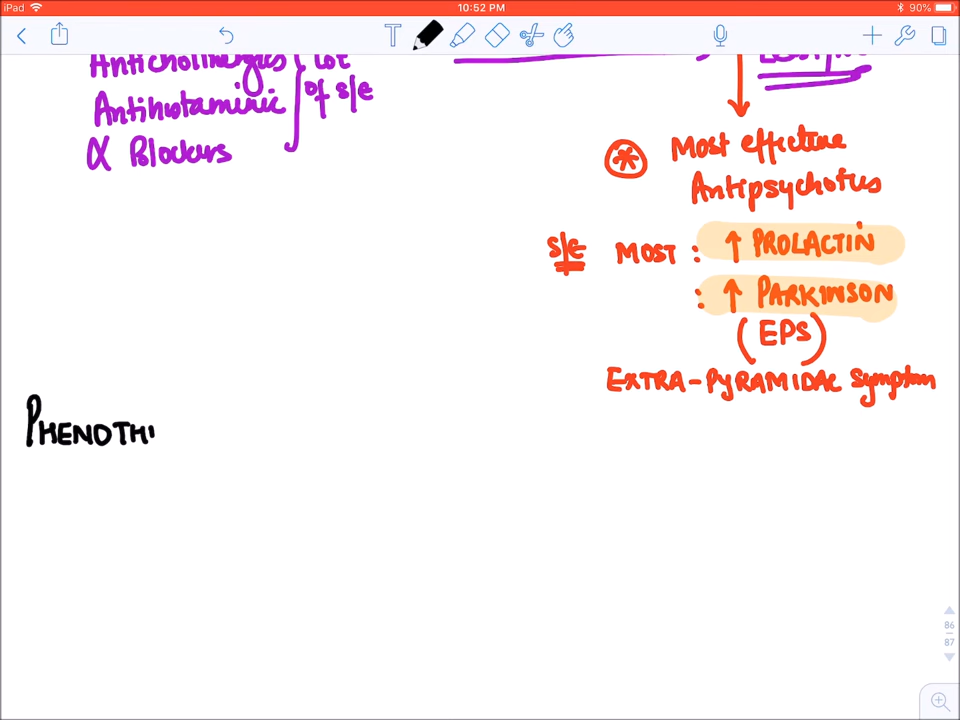 iPad 10:52 PM 90%
T
Anticholinergics
Lot
Antihistaminic
of s/e
α Blockers
Most effective
Antipsychotics
S/E MOST : ↑ PROLACTIN
: ↑ PARKINSON
(EPS)
EXTRA-PYRAMIDAL Symptom
PHENOTHI
86
87